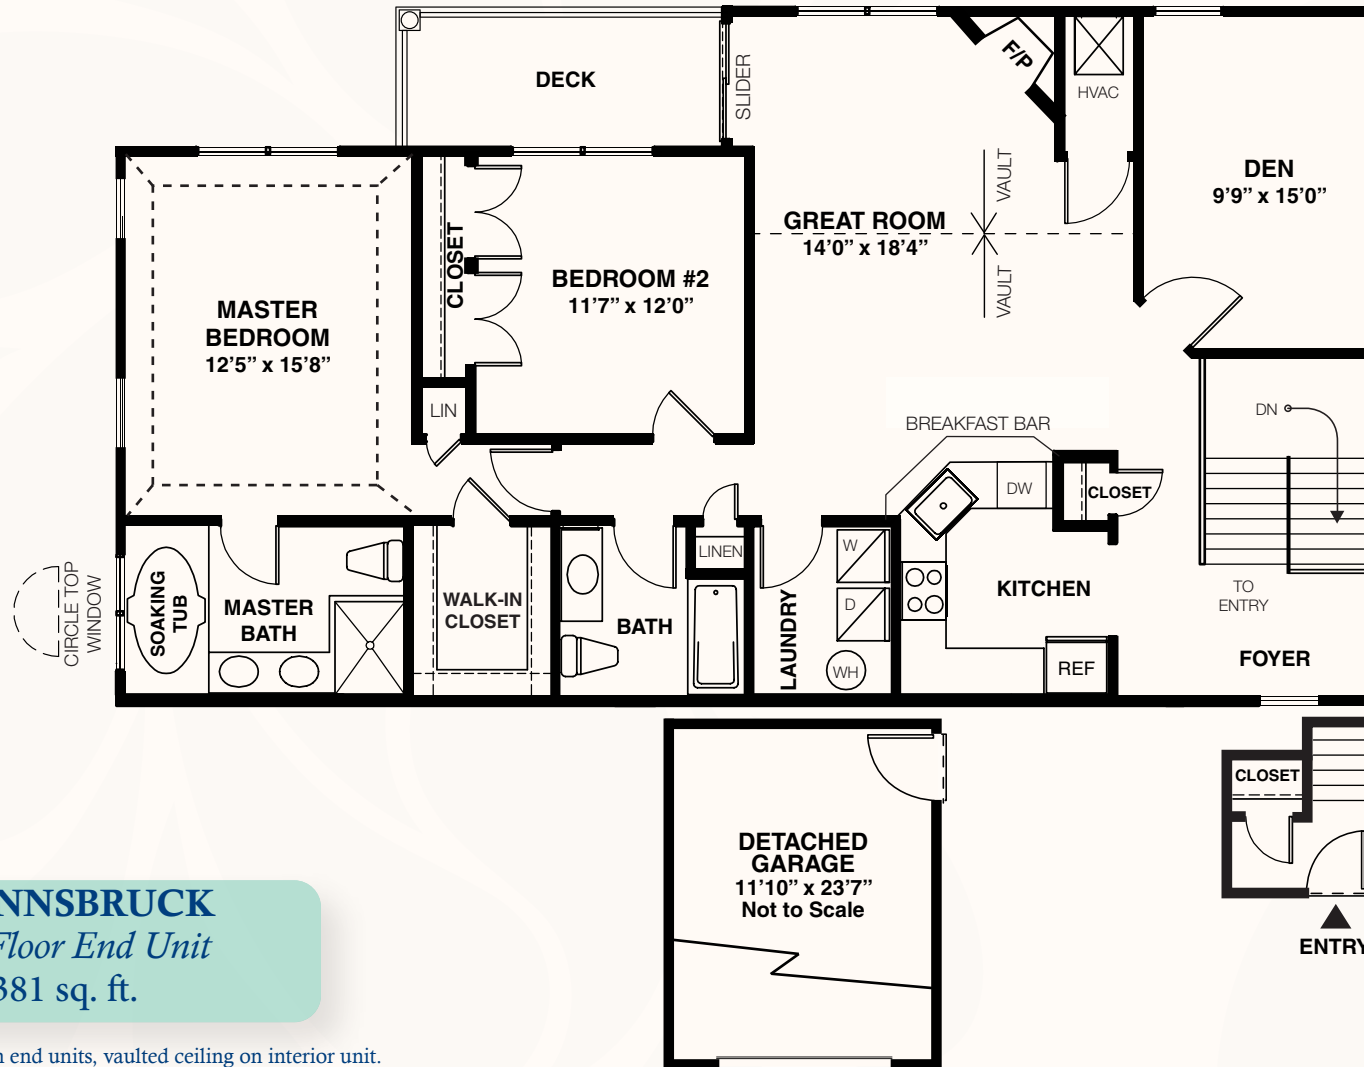 DECK
SLIDER
F/P
HVAC
DEN
9’9” x 15’0”
VAULT
GREAT ROOM
14’0” x 18’4”
VAULT
CLOSET
BEDROOM #2
11’7” x 12’0”
MASTER
BEDROOM
12’5” x 15’8”
LIN
BREAKFAST BAR
DN
DW
CLOSET
LINEN
W
D
WH
LAUNDRY
KITCHEN
REF
TO
ENTRY
FOYER
CIRCLE TOP
WINDOW
SOAKING
TUB
MASTER
BATH
WALK-IN
CLOSET
BATH
CLOSET
ENTRY
DETACHED
GARAGE
11’10” x 23’7”
Not to Scale
NNSBRUCK
Floor End Unit
381 sq. ft.
end units, vaulted ceiling on interior unit.